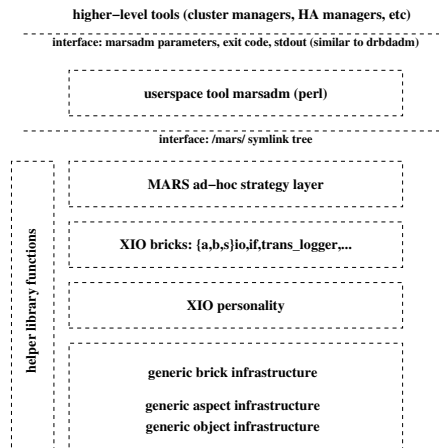 higher−level tools (cluster managers, HA managers, etc)
interface: marsadm parameters, exit code, stdout (similar to drbdadm)
userspace tool marsadm (perl)
interface: /mars/ symlink tree
MARS ad−hoc strategy layer
XIO bricks: {a,b,s}io,if,trans_logger,...
XIO personality
helper library functions
generic brick infrastructure
generic aspect infrastructure
generic object infrastructure